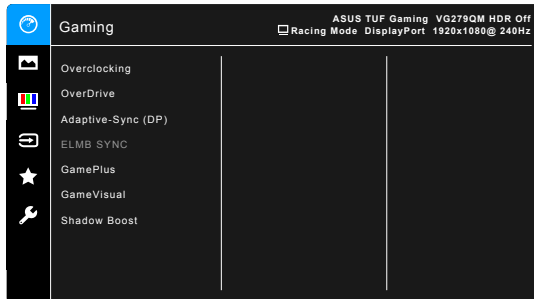 Gaming
ASUS TUF Gaming VG279QM HDR Off
Racing Mode DisplayPort 1920x1080@ 240Hz
Overclocking
OverDrive
Adaptive-Sync (DP)
ELMB SYNC
GamePlus
GameVisual
Shadow Boost